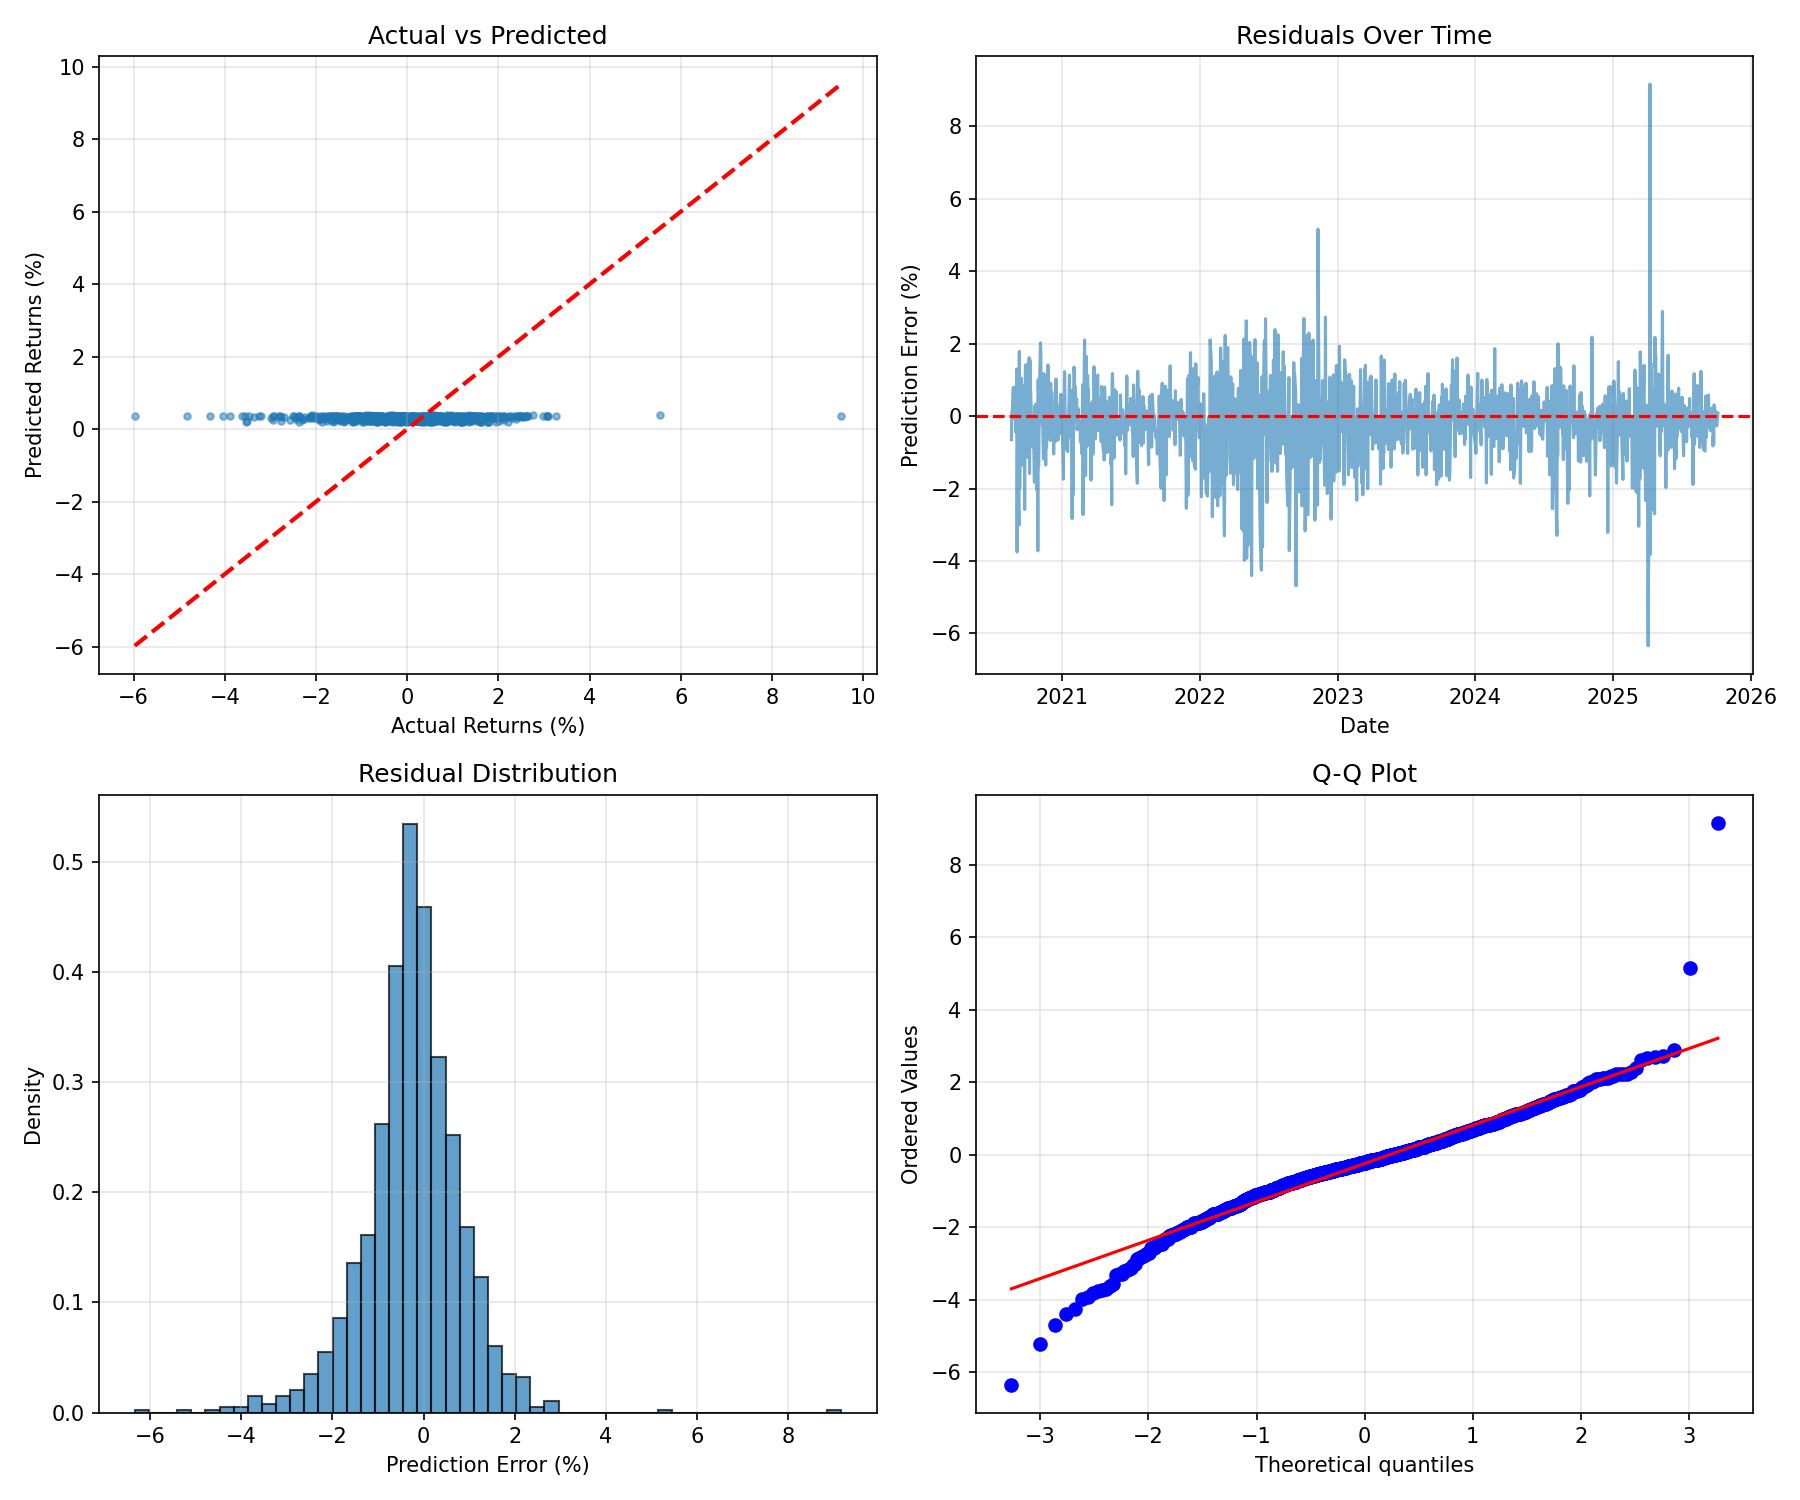 Actual vs Predicted
10
8
6
4
2
0
−2
−4
−6
Predicted Returns (%)
−6 −4 −2 0 2 4 6 8 10
Actual Returns (%)
Residuals Over Time
8
6
4
2
0
−2
−4
−6
Prediction Error (%)
2021 2022 2023 2024 2025 2026
Date
Residual Distribution
0.5
0.4
0.3
0.2
0.1
0.0
Density
−6 −4 −2 0 2 4 6 8
Prediction Error (%)
Q-Q Plot
8
6
4
2
0
−2
−4
−6
Ordered Values
−3 −2 −1 0 1 2 3
Theoretical quantiles